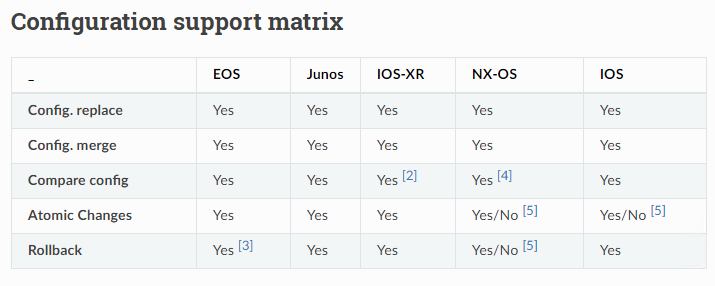 Configuration support matrix
_ EOS Junos IOS-XR NX-OS IOS
Config. replace Yes Yes Yes Yes Yes
Config. merge Yes Yes Yes Yes Yes
Compare config Yes Yes Yes [2] Yes [4] Yes
Atomic Changes Yes Yes Yes Yes/No [5] Yes/No [5]
Rollback Yes [3] Yes Yes Yes/No [5] Yes